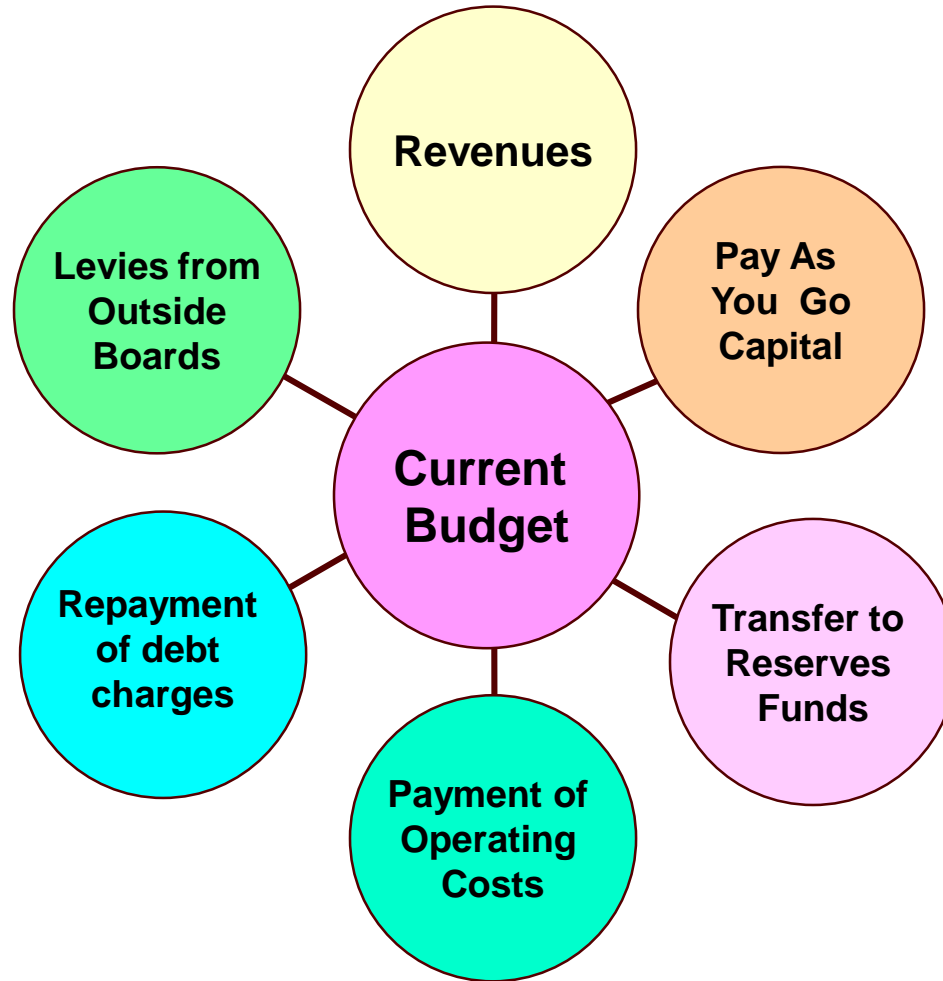 Revenues
Levies from
Outside
Boards
Pay As
You Go
Capital
Current
Budget
Repayment
of debt
charges
Transfer to
Reserves
Funds
Payment of
Operating
Costs